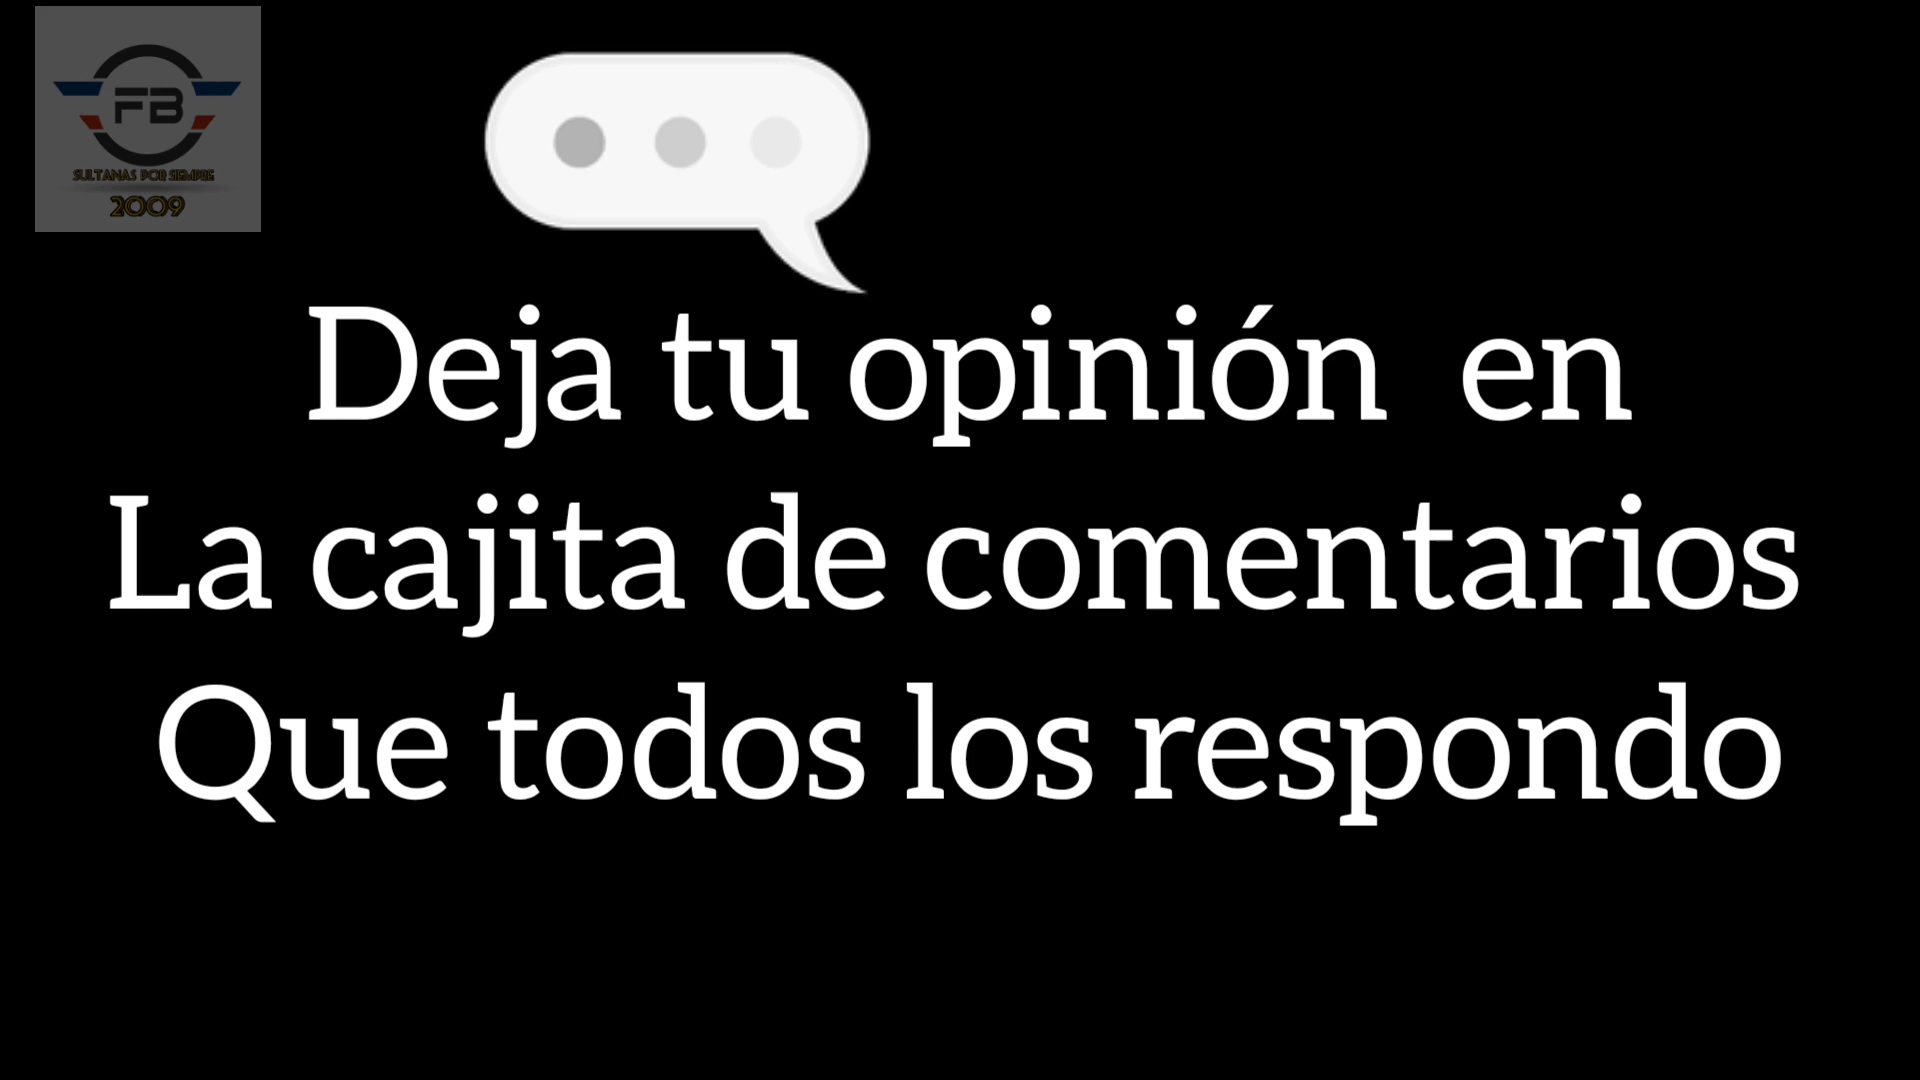 FB
SULTANAS POR SIEMPRE
2009
Deja tu opinión en
La cajita de comentarios
Que todos los respondo